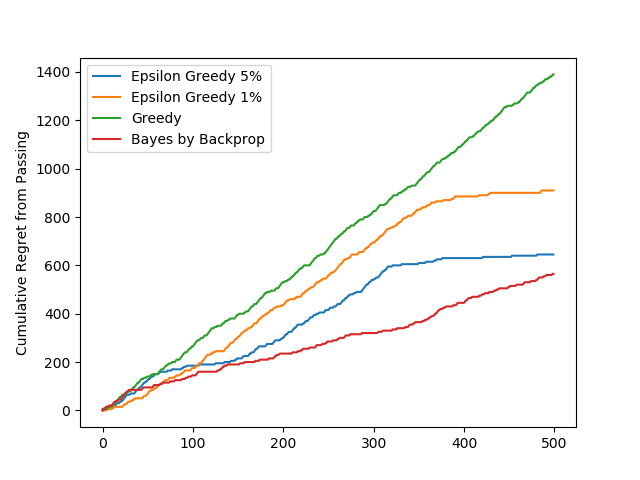 Epsilon Greedy 5%
Epsilon Greedy 1%
Greedy
Bayes by Backprop
Cumulative Regret from Passing
1400
1200
1000
800
600
400
200
0
0 100 200 300 400 500